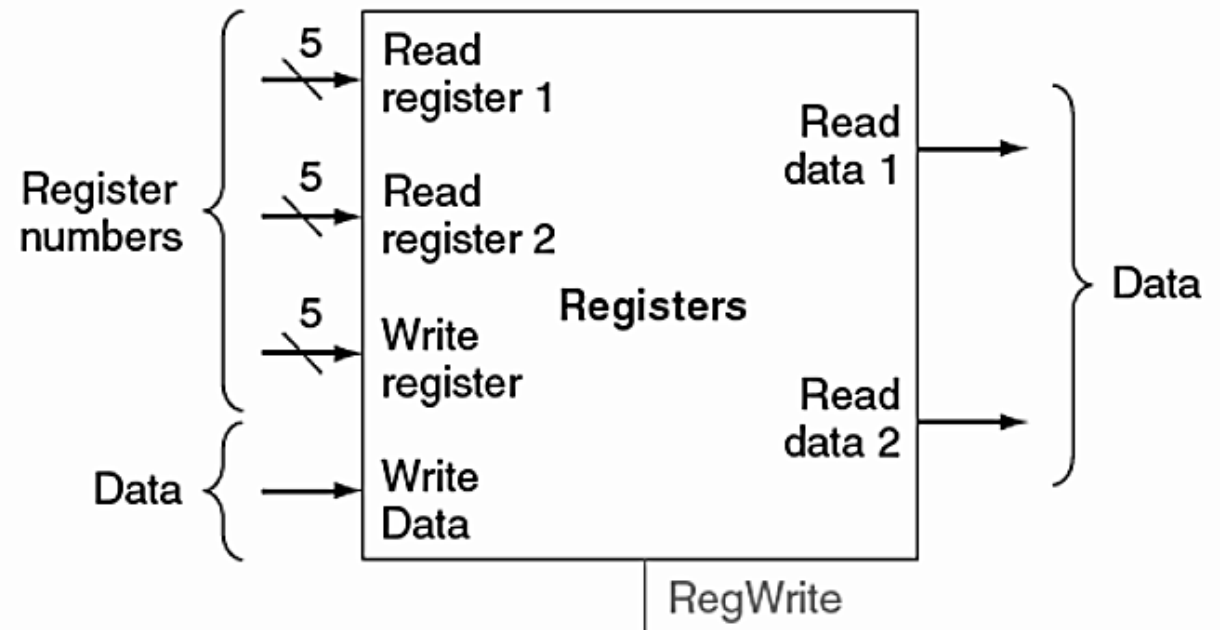 Register
numbers
Data
5
Read
register 1
5
Read
register 2
5
Write
register
Write
Data
Registers
Read
data 1
Read
data 2
Data
RegWrite